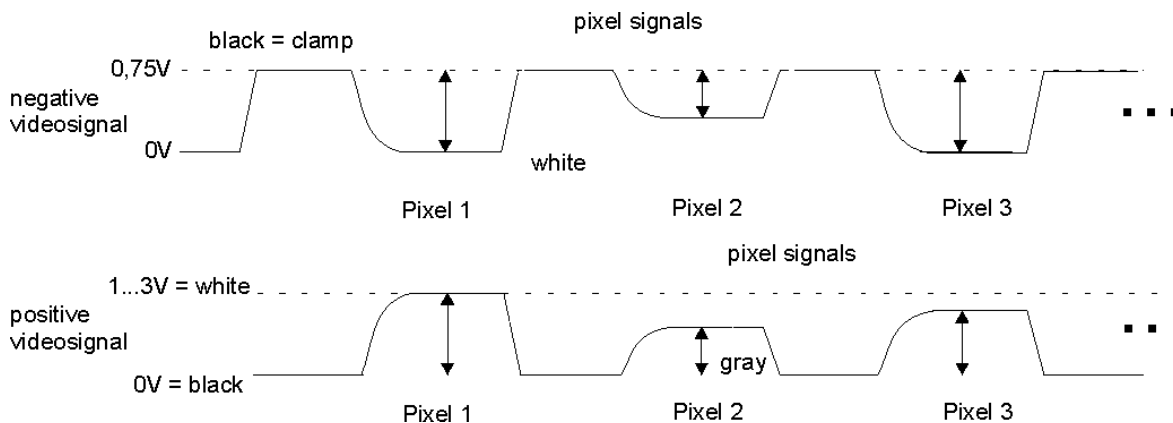 pixel signals
black = clamp
0,75V
negative
videosignal
0V
white
Pixel 1
Pixel 2
Pixel 3
pixel signals
1...3V = white
positive
videosignal
gray
0V = black
Pixel 1
Pixel 2
Pixel 3